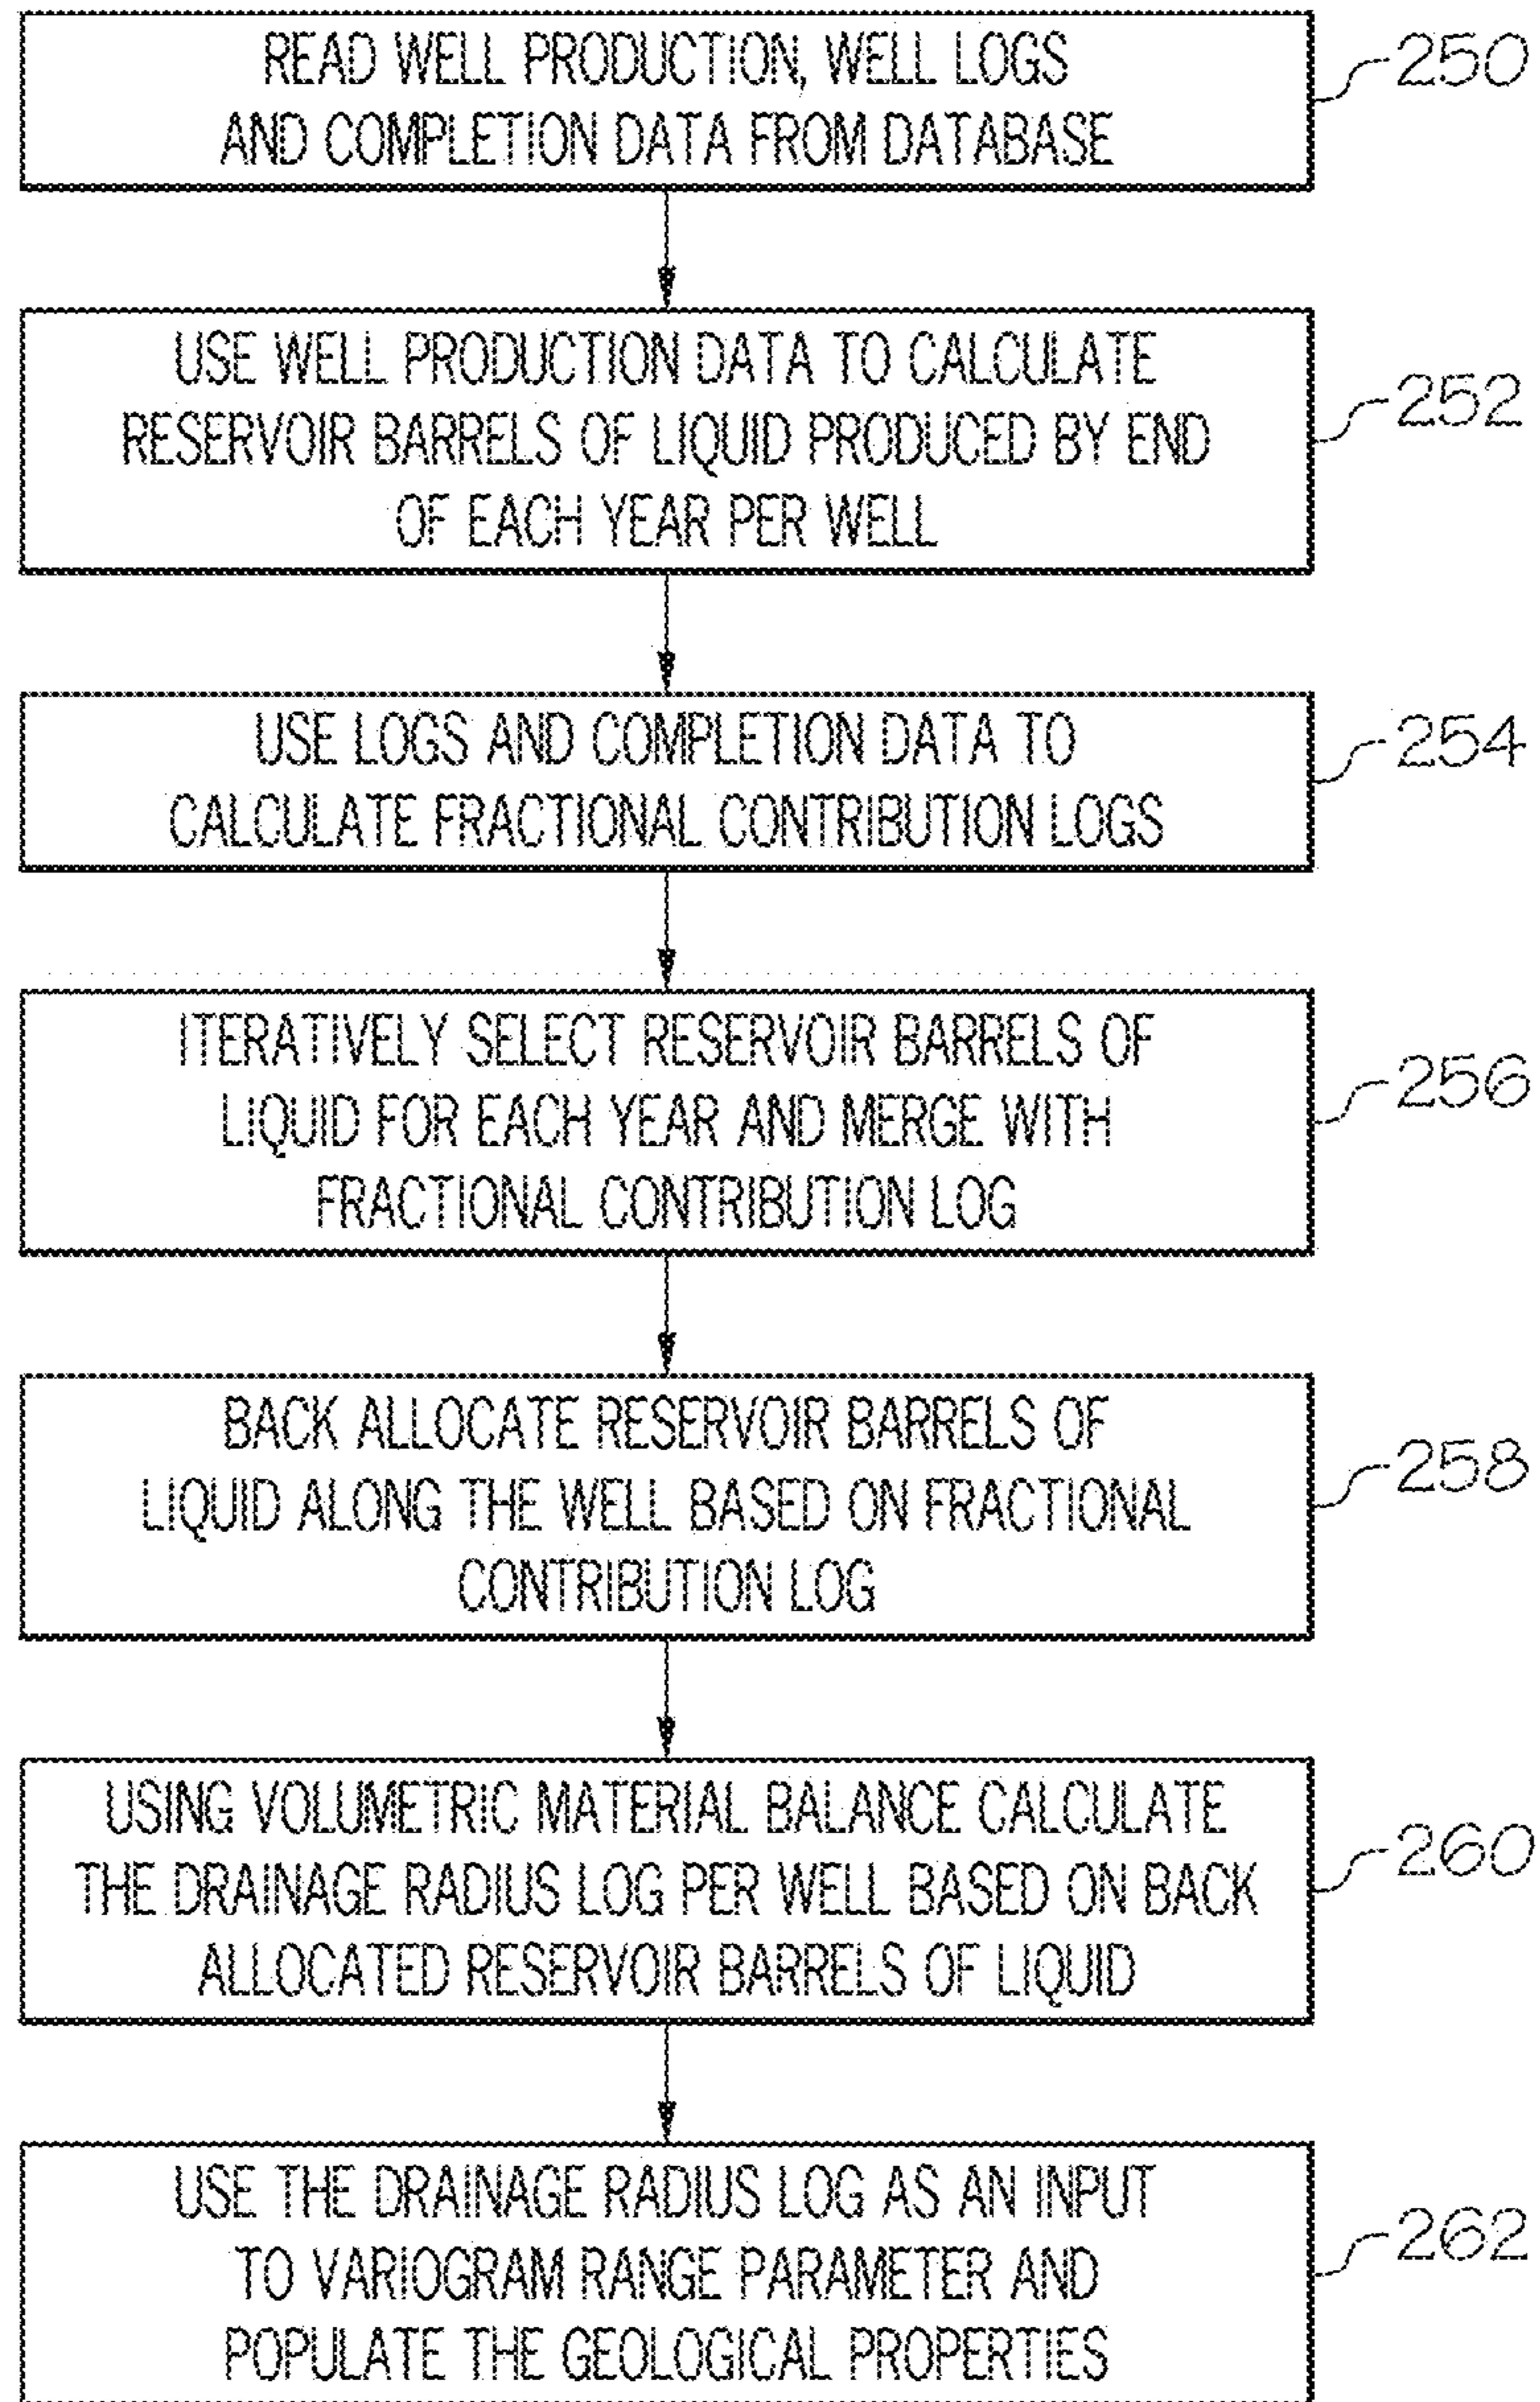 READ WELL PRODUCTION, WELL LOGS
AND COMPLETION DATA FROM DATABASE
250
USE WELL PRODUCTION DATA TO CALCULATE
RESERVOIR BARRELS OF LIQUID PRODUCED BY END
OF EACH YEAR PER WELL
252
USE LOGS AND COMPLETION DATA TO
CALCULATE FRACTIONAL CONTRIBUTION LOGS
254
ITERATIVELY SELECT RESERVOIR BARRELS OF
LIQUID FOR EACH YEAR AND MERGE WITH
FRACTIONAL CONTRIBUTION LOG
256
BACK ALLOCATE RESERVOIR BARRELS OF
LIQUID ALONG THE WELL BASED ON FRACTIONAL
CONTRIBUTION LOG
258
USING VOLUMETRIC MATERIAL BALANCE CALCULATE
THE DRAINAGE RADIUS LOG PER WELL BASED ON BACK
ALLOCATED RESERVOIR BARRELS OF LIQUID
260
USE THE DRAINAGE RADIUS LOG AS AN INPUT
TO VARIOGRAM RANGE PARAMETER AND
POPULATE THE GEOLOGICAL PROPERTIES
262